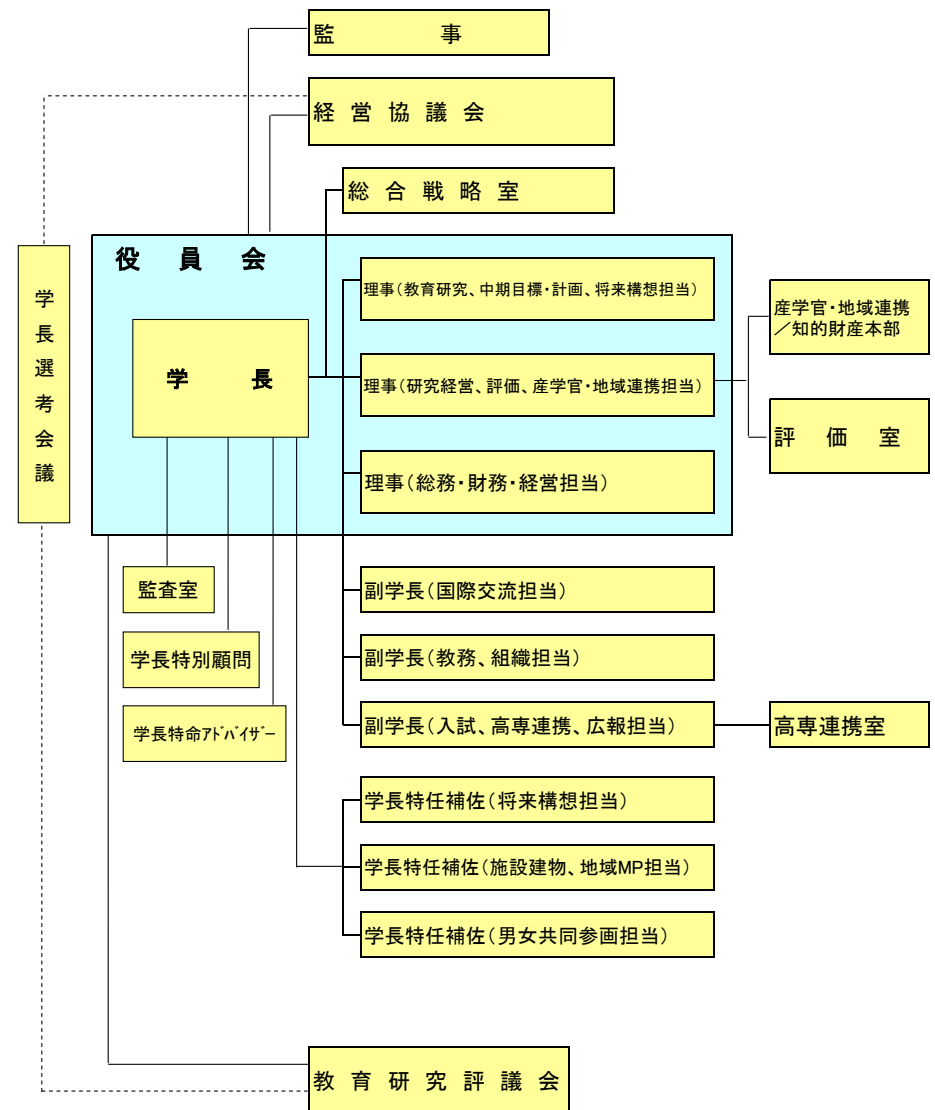 監事
経営協議会
総合戦略室
役員会
学長選考会議
学長
理事(教育研究、中期目標・計画、将来構想担当)
理事(研究経営、評価、産学官・地域連携担当)
理事(総務・財務・経営担当)
産学官・地域連携
/知的財産本部
評価室
監査室
学長特別顧問
学長特命アドバイザー
副学長(国際交流担当)
副学長(教務、組織担当)
副学長(入試、高専連携、広報担当)
高専連携室
学長特任補佐(将来構想担当)
学長特任補佐(施設建物、地域MP担当)
学長特任補佐(男女共同参画担当)
教育研究評議会